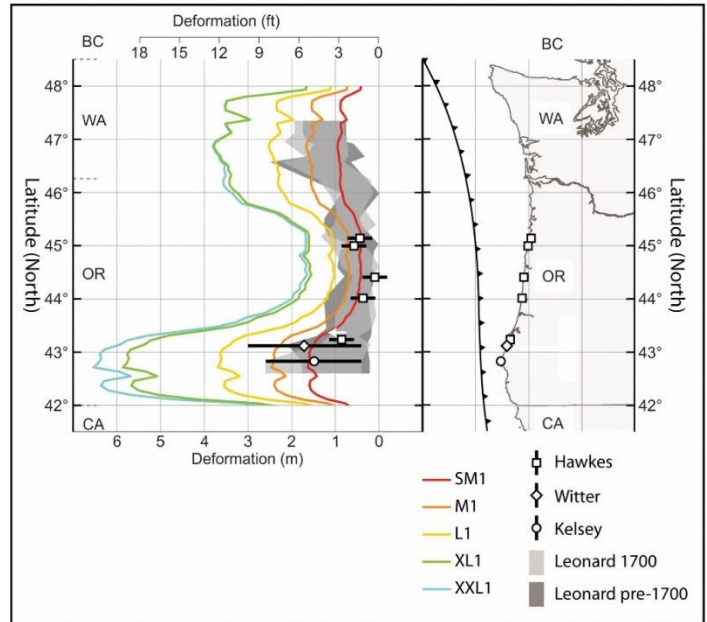 Deformation (ft)
BC
18 15 12 9 6 3 0
BC
48°
WA
47°
46°
45°
OR
44°
43°
42°
CA
Latitude (North)
6 5 4 3 2 1 0
Deformation (m)
48°
WA
47°
46°
45°
OR
44°
43°
42°
CA
Latitude (North)
Latitude (North)
SM1
M1
L1
XL1
XXL1
Hawkes
Witter
Kelsey
Leonard 1700
Leonard pre-1700